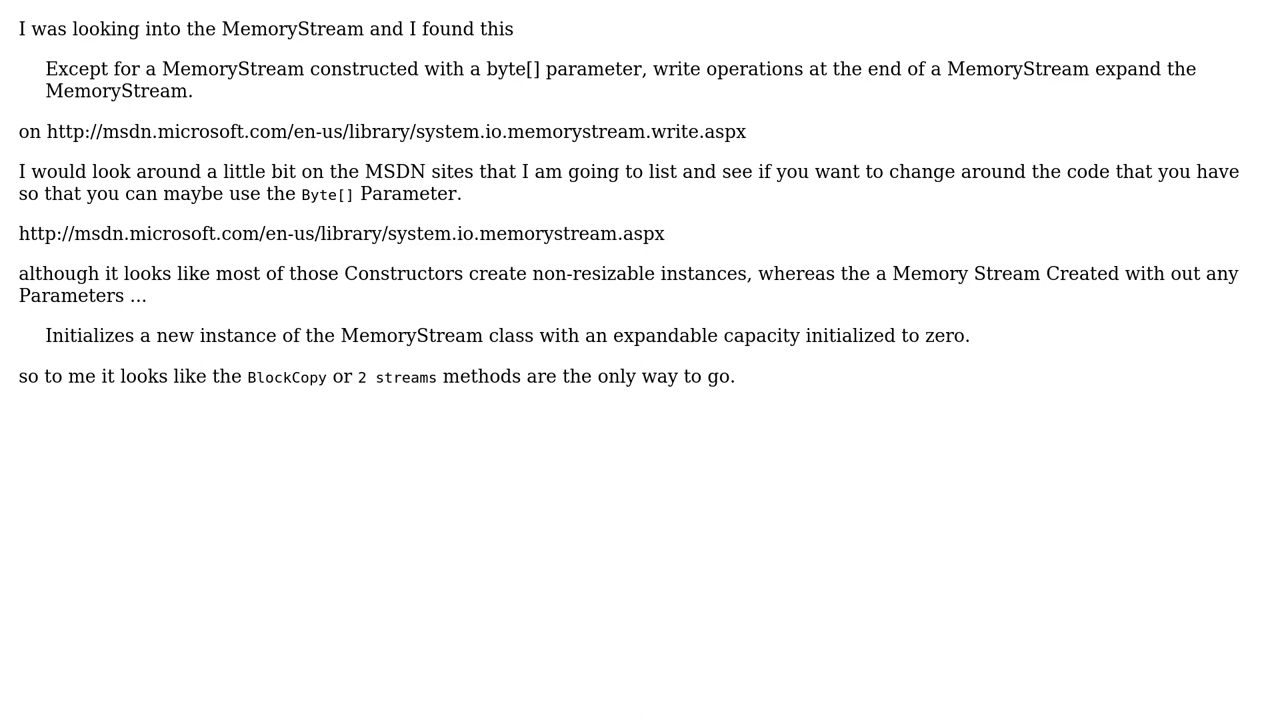 I was looking into the MemoryStream and I found this
Except for a MemoryStream constructed with a byte[] parameter, write operations at the end of a MemoryStream expand the
MemoryStream.
on http://msdn.microsoft.com/en-us/library/system.io.memorystream.write.aspx
I would look around a little bit on the MSDN sites that I am going to list and see if you want to change around the code that you have
so that you can maybe use the Byte[] Parameter.
http://msdn.microsoft.com/en-us/library/system.io.memorystream.aspx
although it looks like most of those Constructors create non-resizable instances, whereas the a Memory Stream Created with out any
Parameters ...
Initializes a new instance of the MemoryStream class with an expandable capacity initialized to zero.
so to me it looks like the BlockCopy or 2 streams methods are the only way to go.